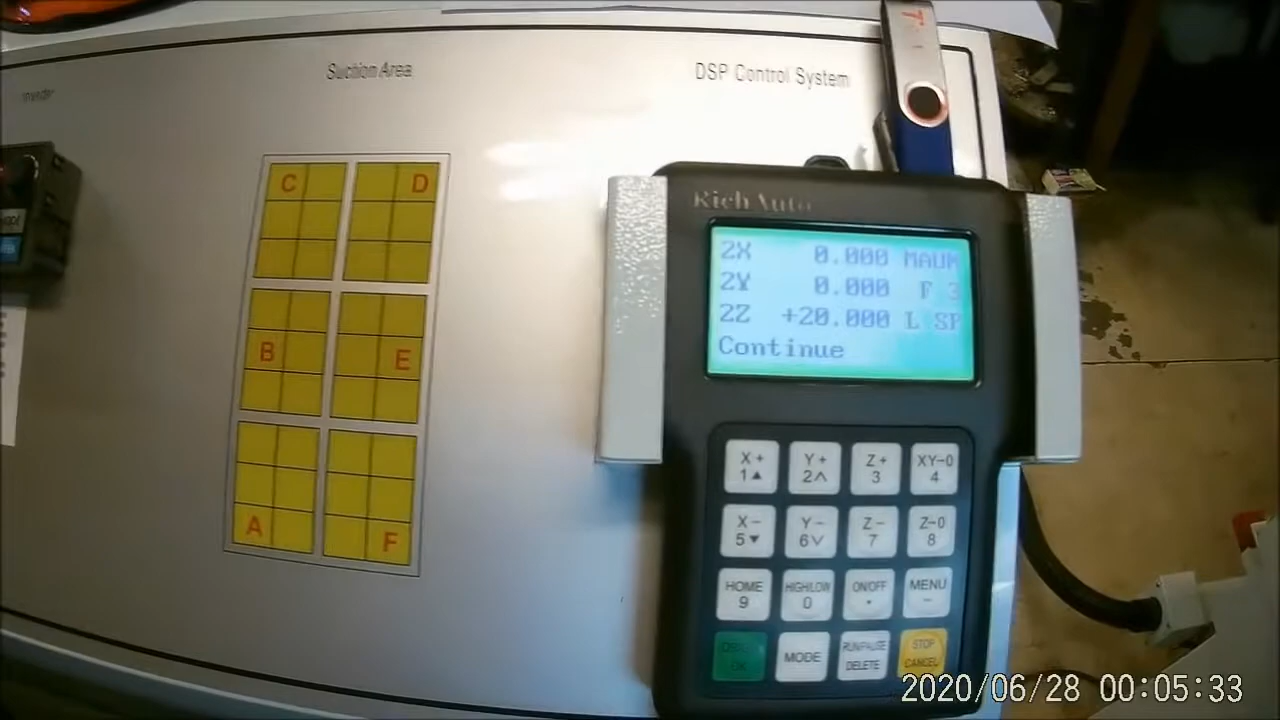 Suction Area
DSP Control System
C
D
B
E
A
F
T
RichAuto
2X 0.000 MAUM
2Y 0.000 F 3
2Z +20.000 L SP
Continue
X+ Y+ Z+ XY-0
1▲ 2∧ 3 4
X- Y- Z- Z-0
5▼ 6∨ 7 8
HOME HIGH/LOW ON/OFF MENU
9 0 • -
OK MODE RUN/PAUSE DELETE STOP CANCEL
2020/06/28 00:05:33